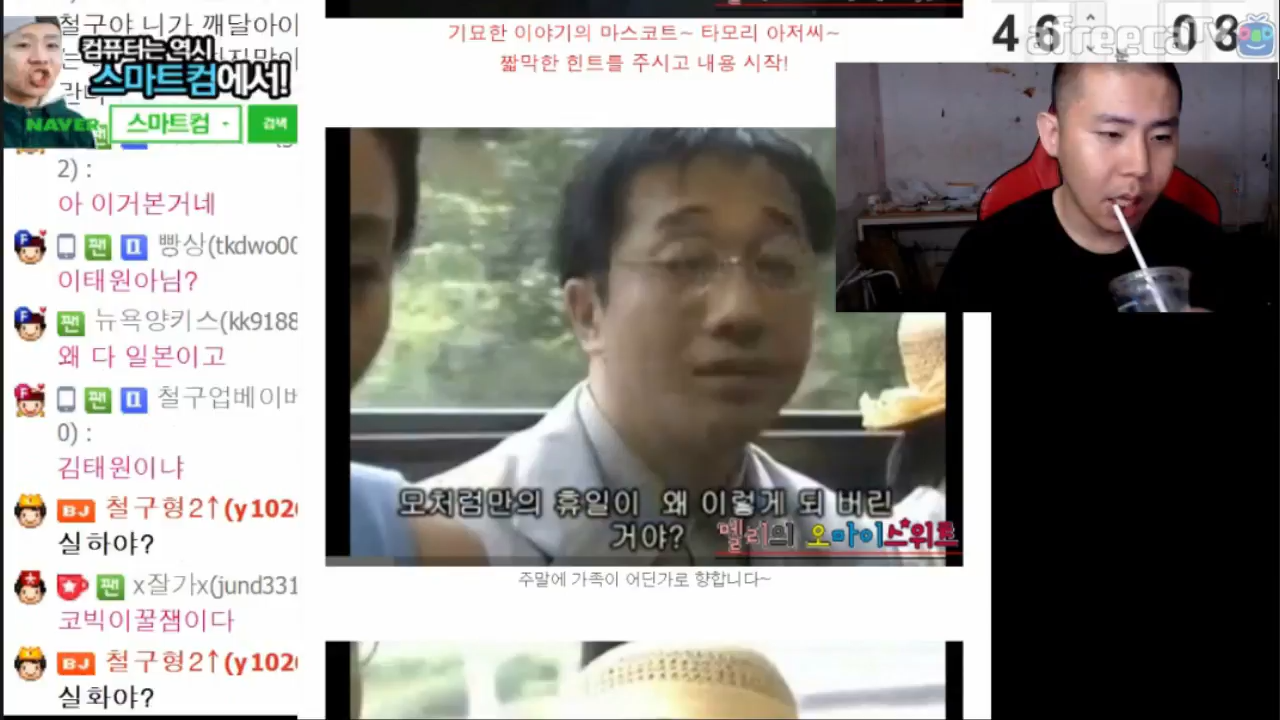 철구야 니가 깨달아이
컴퓨터는 역시
스마트컴에서!
NAVER 스마트컴 검색
2) :
아 이거본거네
팬 빵상(tkdwo00
이태원아님?
팬 뉴욕양키스(kk9188
왜 다 일본이고
팬 철구업베이버
0) :
김태원이냐
BJ 철구형2↑(y102
실하야?
팬 x잘가x(jund331
코빅이꿀잼이다
BJ 철구형2↑(y102
실화야?
기묘한 이야기의 마스코트~ 타모리 아저씨~
짧막한 힌트를 주시고 내용 시작!
모처럼만의 휴일이 왜 이렇게 되 버린
거야?
멜리의 오마이스위트
주말에 가족이 어딘가로 향합니다~
46 08
afreecaTV